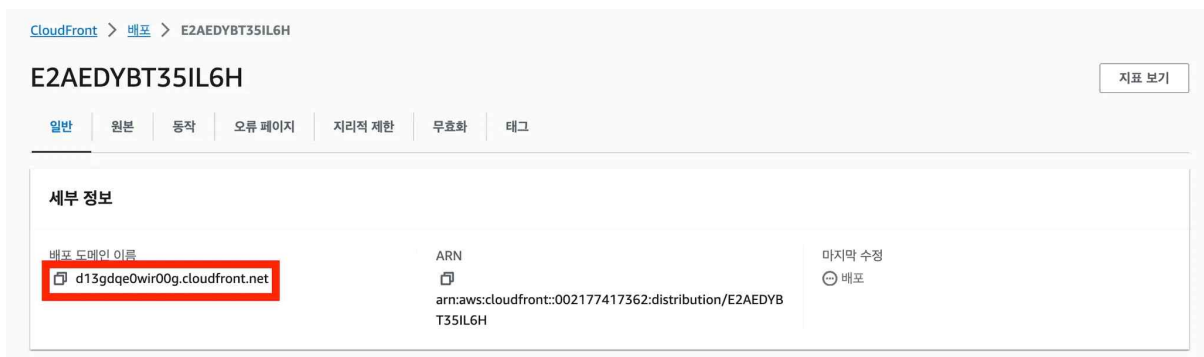 CloudFront > 배포 > E2AEDYBT35IL6H
E2AEDYBT35IL6H
지표 보기
일반 원본 동작 오류 페이지 지리적 제한 무효화 태그
세부 정보
배포 도메인 이름
d13gdqe0wir00g.cloudfront.net
ARN
arn:aws:cloudfront::002177417362:distribution/E2AEDYB
T35IL6H
마지막 수정
배포